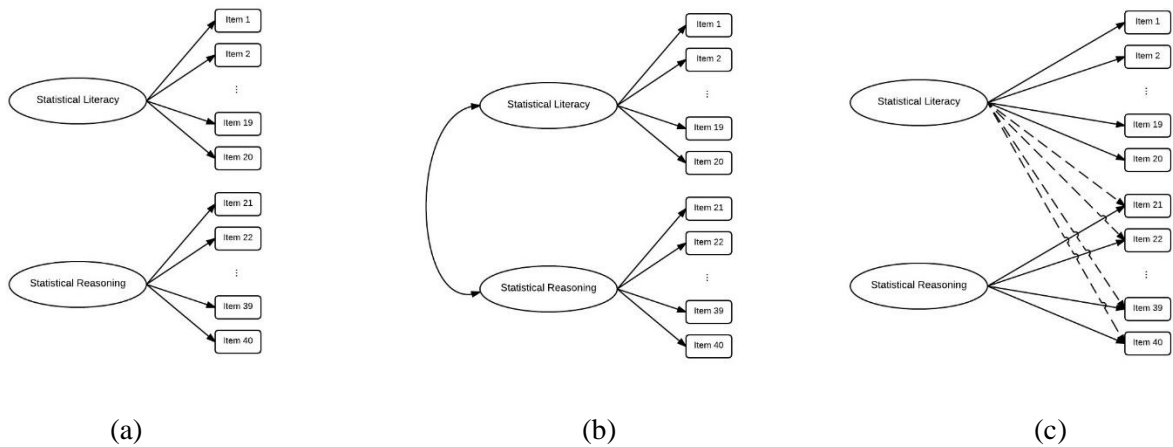 Item 1
Item 2
⋮
Statistical Literacy
Item 19
Item 20
Item 21
Item 22
⋮
Statistical Reasoning
Item 39
Item 40
(a)
Item 1
Item 2
⋮
Statistical Literacy
Item 19
Item 20
Item 21
Item 22
⋮
Statistical Reasoning
Item 39
Item 40
(b)
Item 1
Item 2
⋮
Statistical Literacy
Item 19
Item 20
Item 21
Item 22
⋮
Statistical Reasoning
Item 39
Item 40
(c)